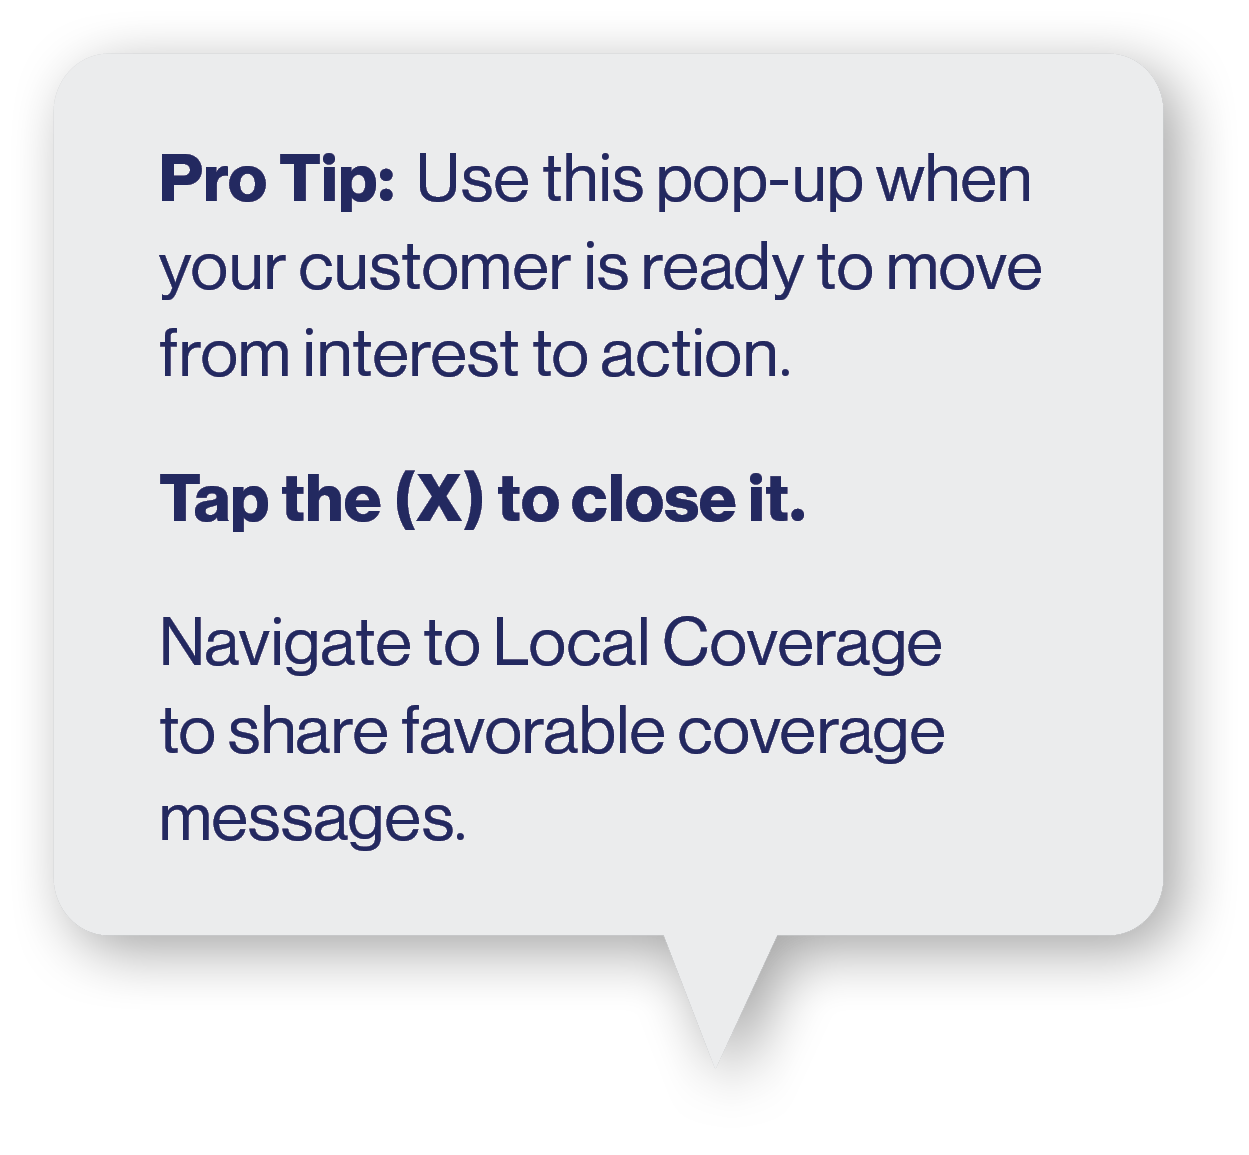 Pro Tip: Use this pop-up when
your customer is ready to move
from interest to action.
Tap the (X) to close it.
Navigate to Local Coverage
to share favorable coverage
messages.